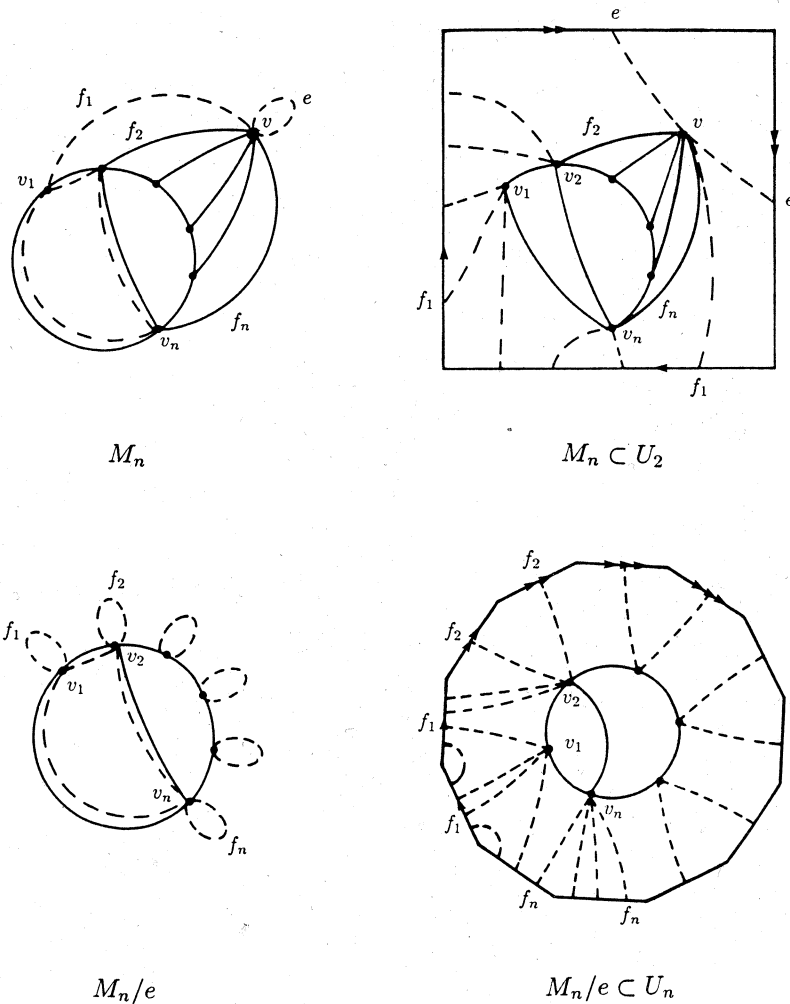 f₁ f₂ v e
v₁
vₙ fₙ
Mₙ
e
f₂ v
v₁ v₂
e
f₁ fₙ
vₙ
f₁
Mₙ ⊂ U₂
f₂
f₁
v₁ v₂
vₙ
fₙ
Mₙ/e
f₂
f₂
v₂
f₁
v₁
vₙ
f₁
fₙ fₙ
Mₙ/e ⊂ Uₙ